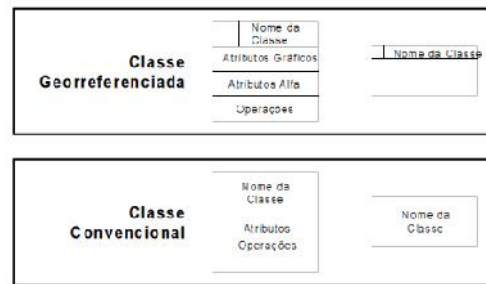 Classe
Georreferenciada
Nome da
Classe
Atributos Gráficos
Atributos Alfa
Operações
Nome da Classe
Classe
Convencional
Nome da
Classe
Atributos
Operações
Nome da
Classe